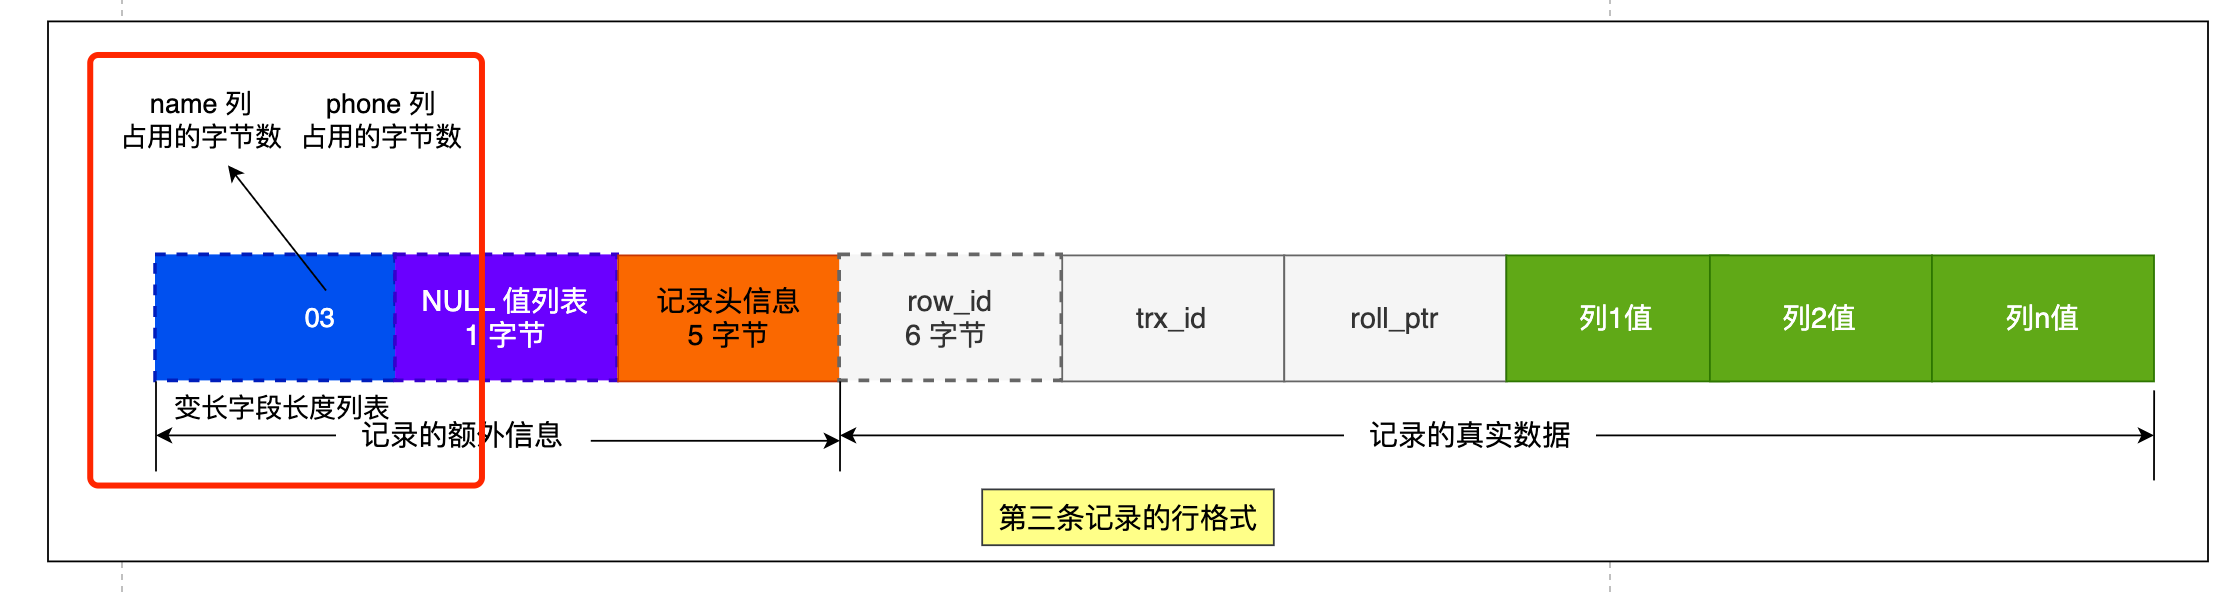 name 列
占用的字节数
phone 列
占用的字节数
03
NULL 值列表
1 字节
记录头信息
5 字节
row_id
6 字节
trx_id
roll_ptr
列1值
列2值
列n值
变长字段长度列表
记录的额外信息
记录的真实数据
第三条记录的行格式